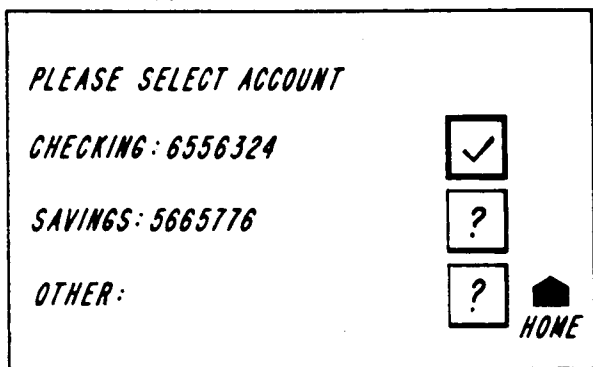 PLEASE SELECT ACCOUNT
CHECKING: 6556324
SAVINGS: 5665776
?
OTHER:
?
HOME